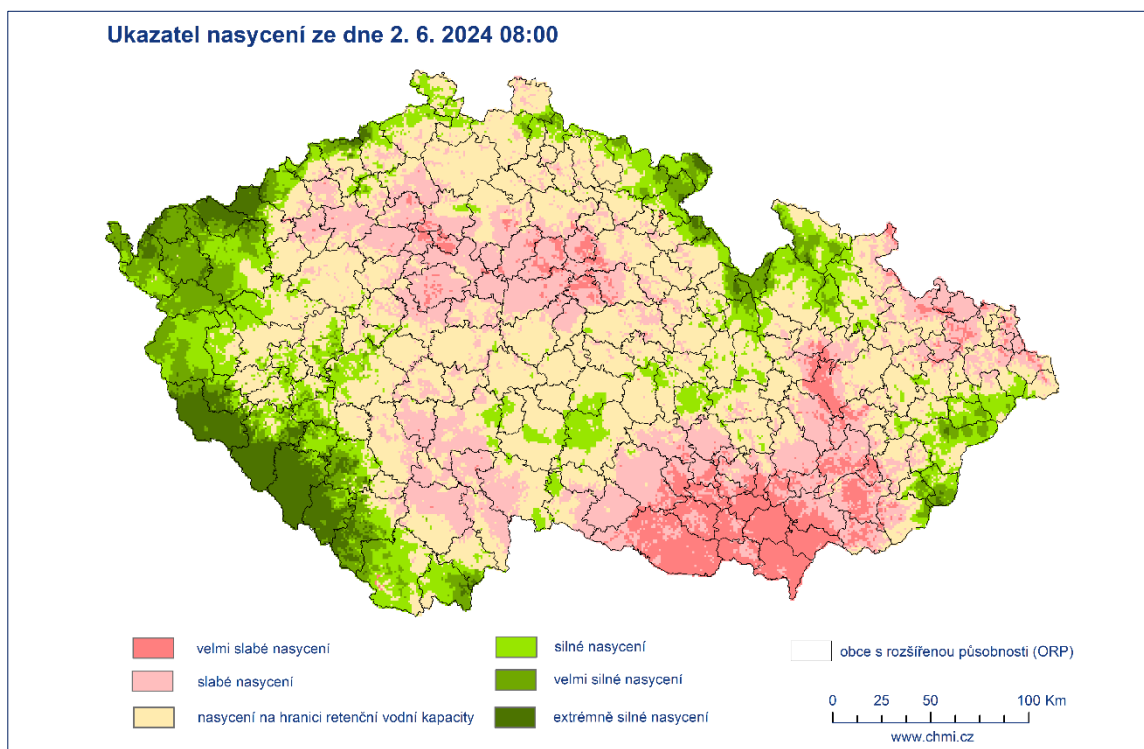 Ukazatel nasycení ze dne 2. 6. 2024 08:00
velmi slabé nasycení
slabé nasycení
nasycení na hranici retenční vodní kapacity
silné nasycení
velmi silné nasycení
extrémně silné nasycení
obce s rozšířenou působnosti (ORP)
0 25 50 100 Km
www.chmi.cz